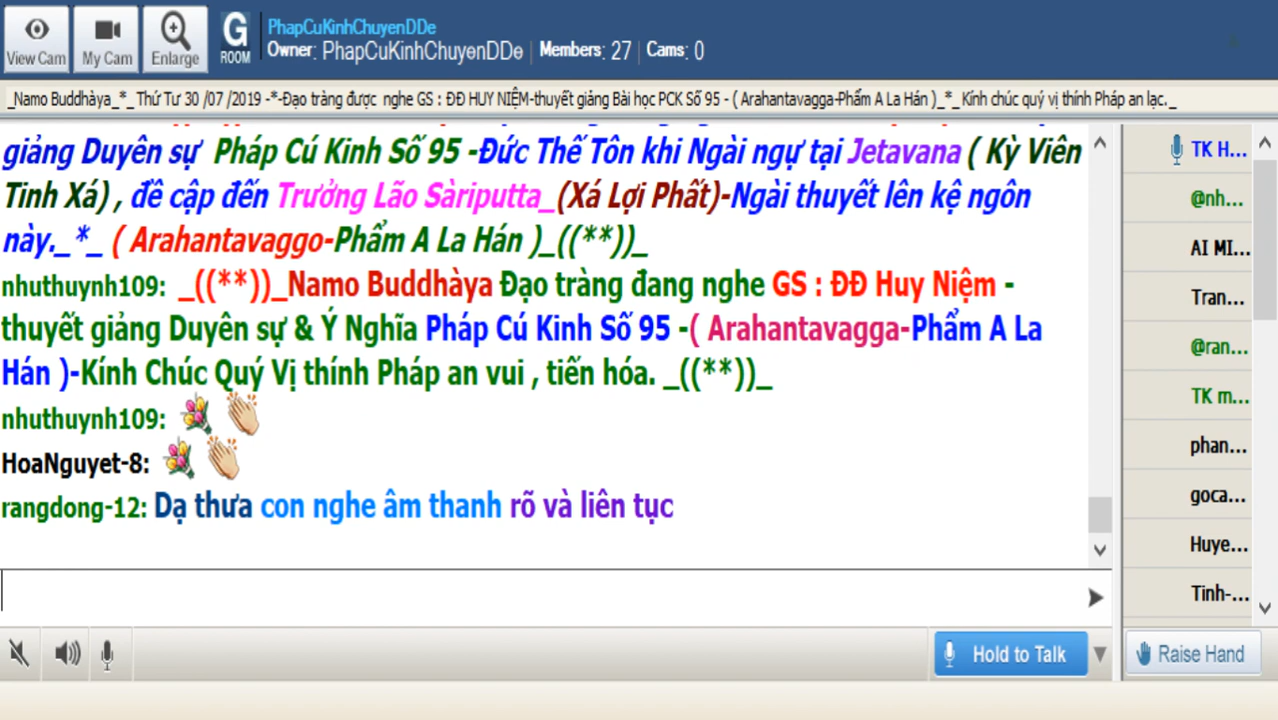 PhapCuKinhChuyenDDe
Owner: PhapCuKinhChuyenDDe | Members: 27 | Cams: 0
View Cam
My Cam
Enlarge
G
ROOM
_Namo Buddhàya_*_ Thứ Tư 30 /07 /2019 -*-Đạo tràng được nghe GS : ĐĐ HUY NIỆM-thuyết giảng Bài học PCK Số 95 - ( Arahantavagga-Phẩm A La Hán )_*_ Kính chúc quý vị thính Pháp an lạc._
giảng Duyên sự Pháp Cú Kinh Số 95 -Đức Thế Tôn khi Ngài ngự tại Jetavana ( Kỳ Viên
Tinh Xá) , đề cập đến Trưởng Lão Sàriputta_(Xá Lợi Phất)-Ngài thuyết lên kệ ngôn
này._*_ ( Arahantavaggo-Phẩm A La Hán )_((**))_
nhuthuynh109: _((**))_Namo Buddhàya Đạo tràng đang nghe GS : ĐĐ Huy Niệm -
thuyết giảng Duyên sự & Ý Nghĩa Pháp Cú Kinh Số 95 -( Arahantavagga-Phẩm A La
Hán )-Kính Chúc Quý Vị thính Pháp an vui , tiến hóa. _((**))_
nhuthuynh109:
HoaNguyet-8:
rangdong-12: Dạ thưa con nghe âm thanh rõ và liên tục
TK H...
@nh...
AI MI...
Tran...
@ran...
TK m...
phan...
goca...
Huye...
Tinh-...
Hold to Talk
Raise Hand